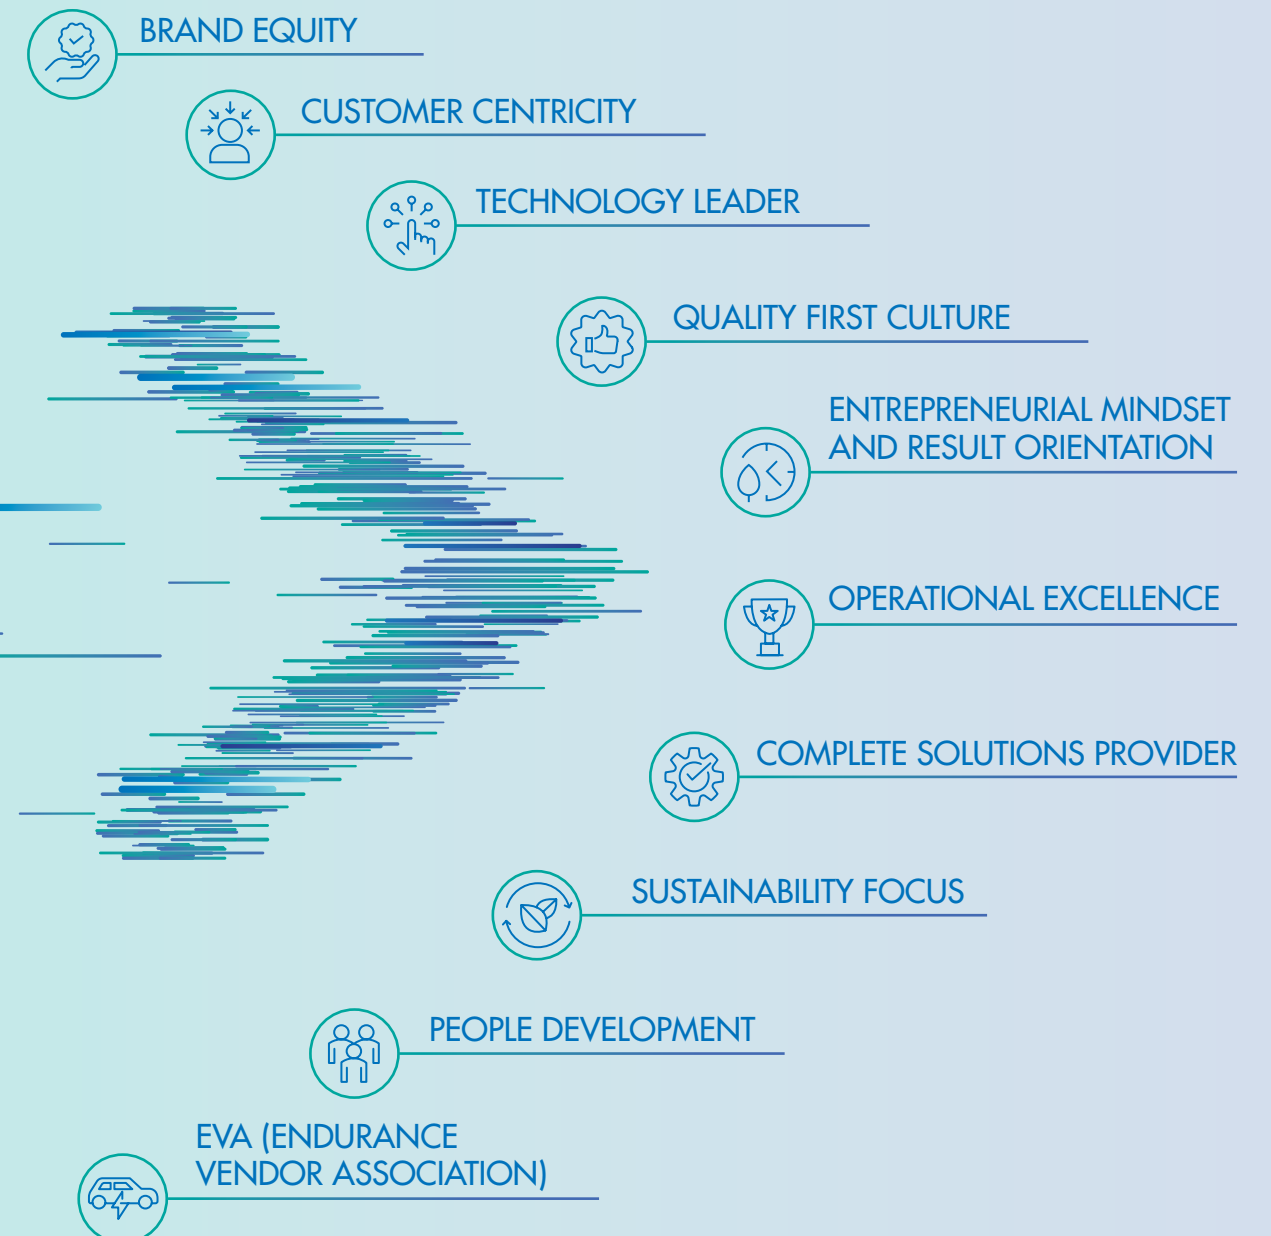 BRAND EQUITY
CUSTOMER CENTRICITY
TECHNOLOGY LEADER
QUALITY FIRST CULTURE
ENTREPRENEURIAL MINDSET
AND RESULT ORIENTATION
OPERATIONAL EXCELLENCE
COMPLETE SOLUTIONS PROVIDER
SUSTAINABILITY FOCUS
PEOPLE DEVELOPMENT
EVA (ENDURANCE
VENDOR ASSOCIATION)